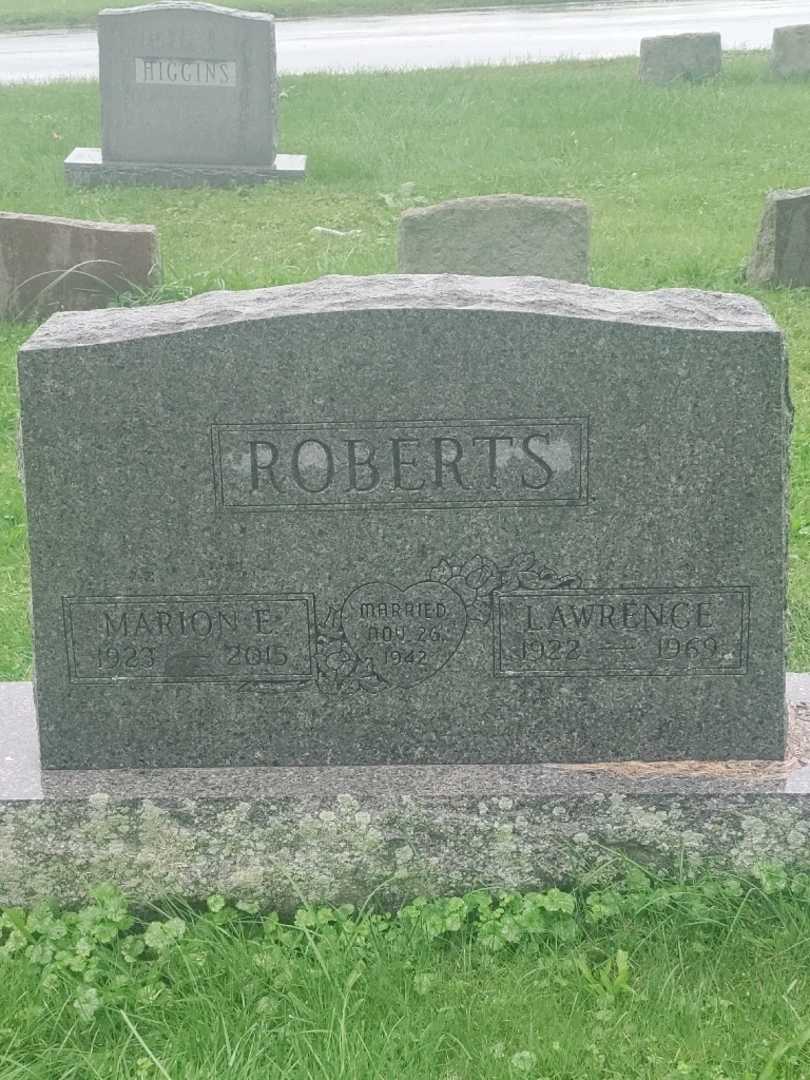 HIGGINS
ROBERTS
MARION E.
1923 — 2015
MARRIED
NOV. 26,
1942
LAWRENCE
1922 — 1969